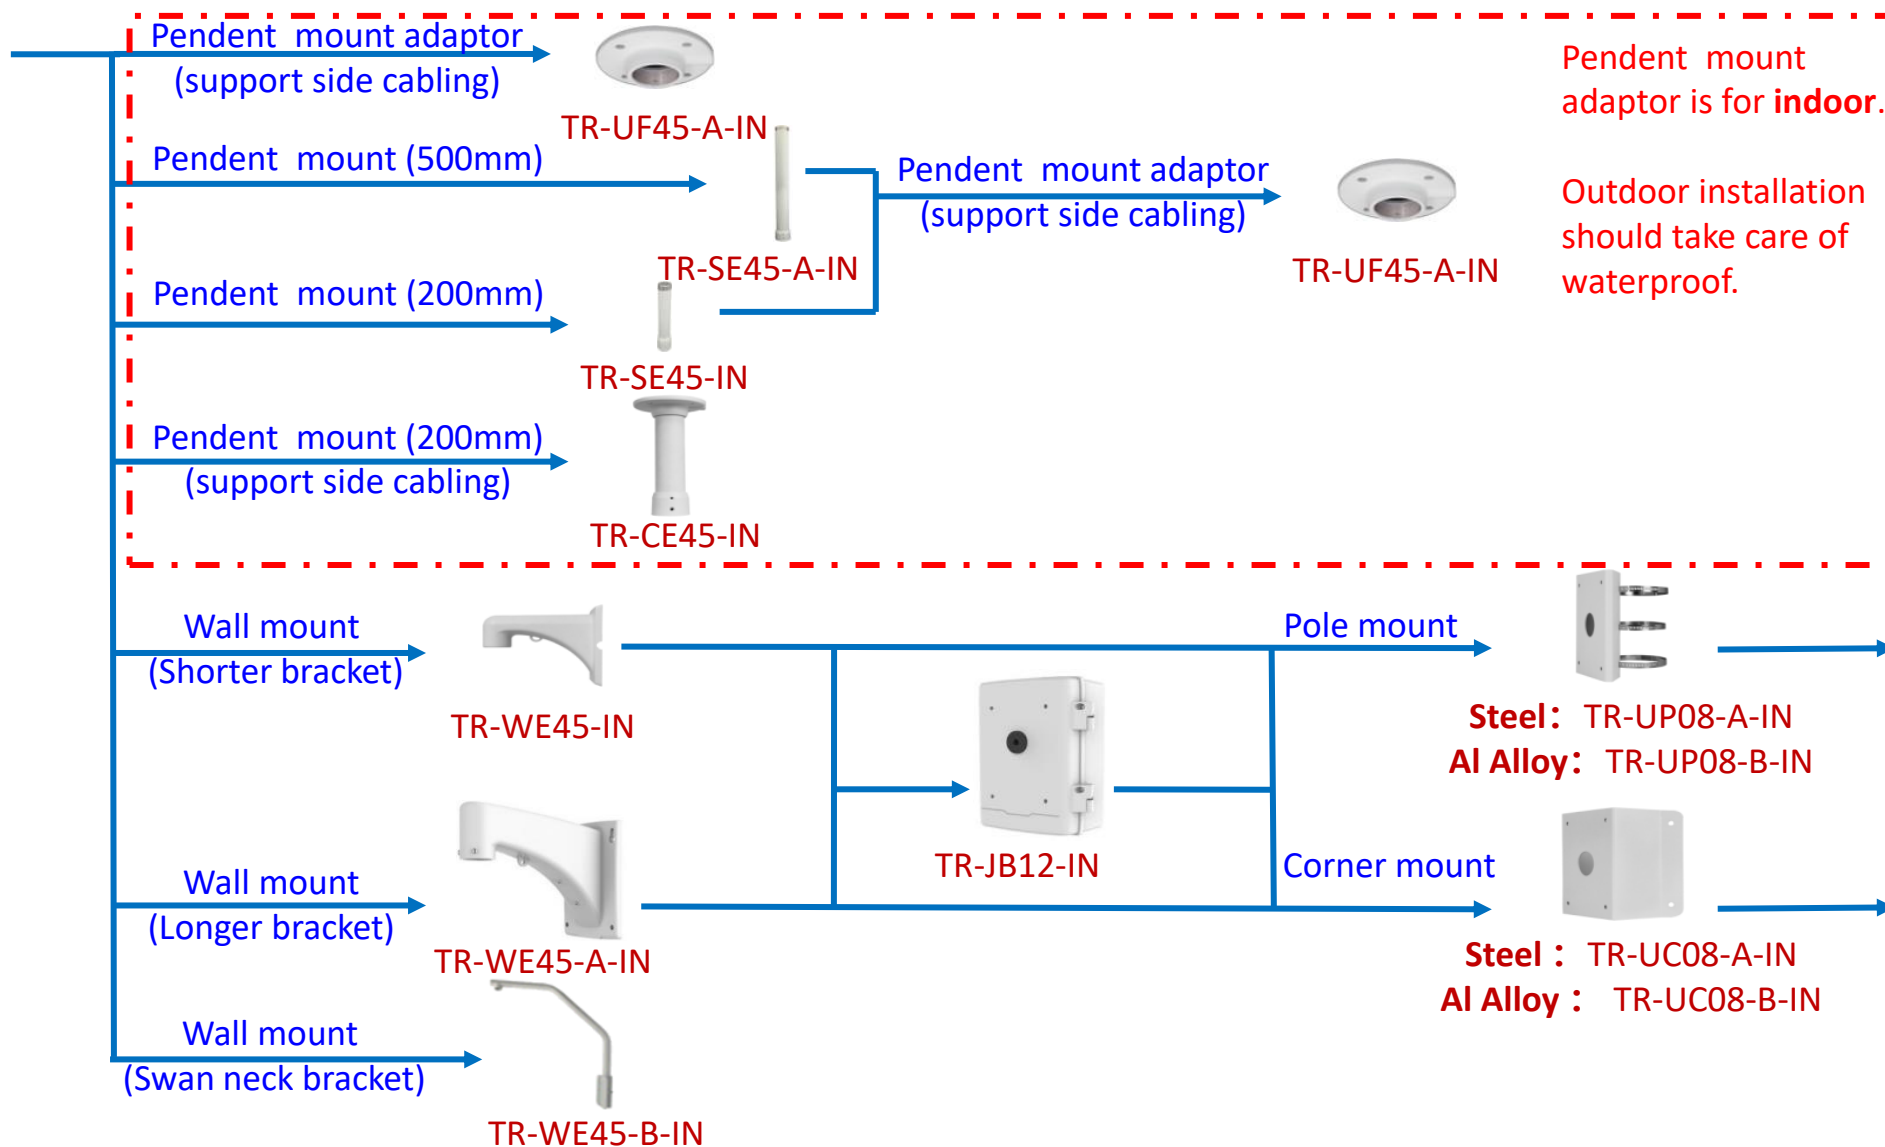 Pendent mount adaptor
(support side cabling)
TR-UF45-A-IN
Pendent mount
adaptor is for indoor.
Outdoor installation
should take care of
waterproof.
Pendent mount (500mm)
TR-SE45-A-IN
Pendent mount adaptor
(support side cabling)
TR-UF45-A-IN
Pendent mount (200mm)
TR-SE45-IN
Pendent mount (200mm)
(support side cabling)
TR-CE45-IN
Wall mount
(Shorter bracket)
TR-WE45-IN
Pole mount
Steel：TR-UP08-A-IN
Al Alloy：TR-UP08-B-IN
TR-JB12-IN
Wall mount
(Longer bracket)
TR-WE45-A-IN
Corner mount
Steel：TR-UC08-A-IN
Al Alloy：TR-UC08-B-IN
Wall mount
(Swan neck bracket)
TR-WE45-B-IN